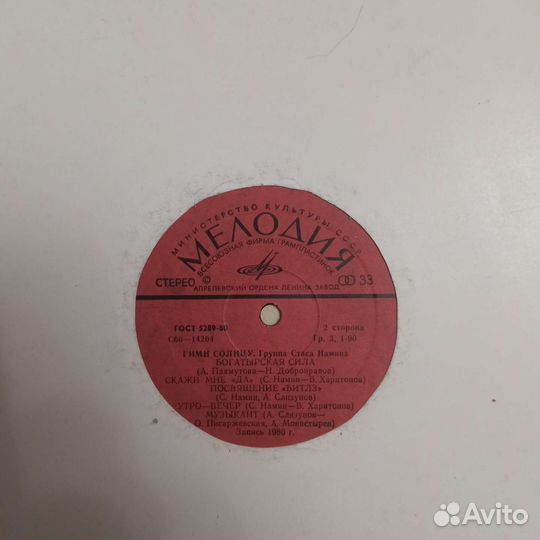 МИНИСТЕРСТВО КУЛЬТУРЫ СССР
МЕЛОДИЯ
ВСЕСОЮЗНАЯ ФИРМА ГРАМПЛАСТИНОК
СТЕРЕО
33
АПРЕЛЕВСКИЙ ОРДЕНА ЛЕНИНА ЗАВОД
ГОСТ 5289-80 2 сторона
С60—14204 Гр. 3, 1-90
ГИМН СОЛНЦУ. Группа Стаса Намина
БОГАТЫРСКАЯ СИЛА
(А. Пахмутова—Н. Добронравов)
СКАЖИ МНЕ «ДА» (С. Намин—В. Харитонов)
ПОСВЯЩЕНИЕ «БИТЛЗ»
(С. Намин, А. Слизунов)
УТРО—ВЕЧЕР (С. Намин—В. Харитонов)
МУЗЫКАНТ (А. Слизунов—
О. Писаржевская, А. Монастырев)
Запись 1980 г.
Avito